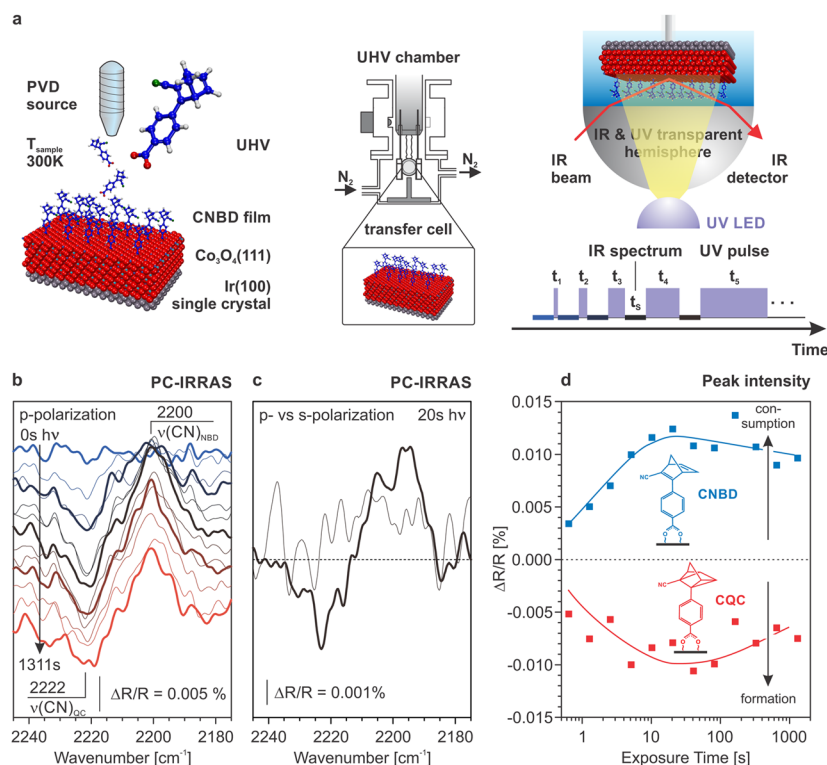 a
PVD
source
T sample
300K
UHV
CNBD film
Co₃O₄(111)
Ir(100)
single crystal
UHV chamber
N₂
N₂
transfer cell
IR & UV transparent
hemisphere
IR
beam
IR
detector
UV LED
IR spectrum
UV pulse
t₁
t₂
t₃
tₛ
t₄
t₅
· · ·
Time
b
PC-IRRAS
p-polarization
0s hν
2200
ν(CN)NBD
1311s
2222
ν(CN)QC
ΔR/R = 0.005 %
2240
2220
2200
2180
Wavenumber [cm⁻¹]
c
PC-IRRAS
p- vs s-polarization
20s hν
ΔR/R = 0.001%
2240
2220
2200
2180
Wavenumber [cm⁻¹]
d
Peak intensity
ΔR/R [%]
0.015
0.010
0.005
0.000
-0.005
-0.010
-0.015
con-
sumption
NC
CNBD
O
O
NC
CQC
O
O
formation
1
10
100
1000
Exposure Time [s]